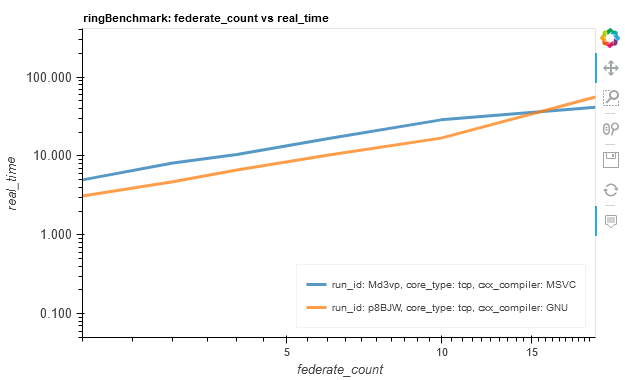 ringBenchmark: federate_count vs real_time
100.000
10.000
1.000
0.100
real_time
5
10
15
federate_count
run_id: Md3vp, core_type: tcp, cxx_compiler: MSVC
run_id: p8BJW, core_type: tcp, cxx_compiler: GNU